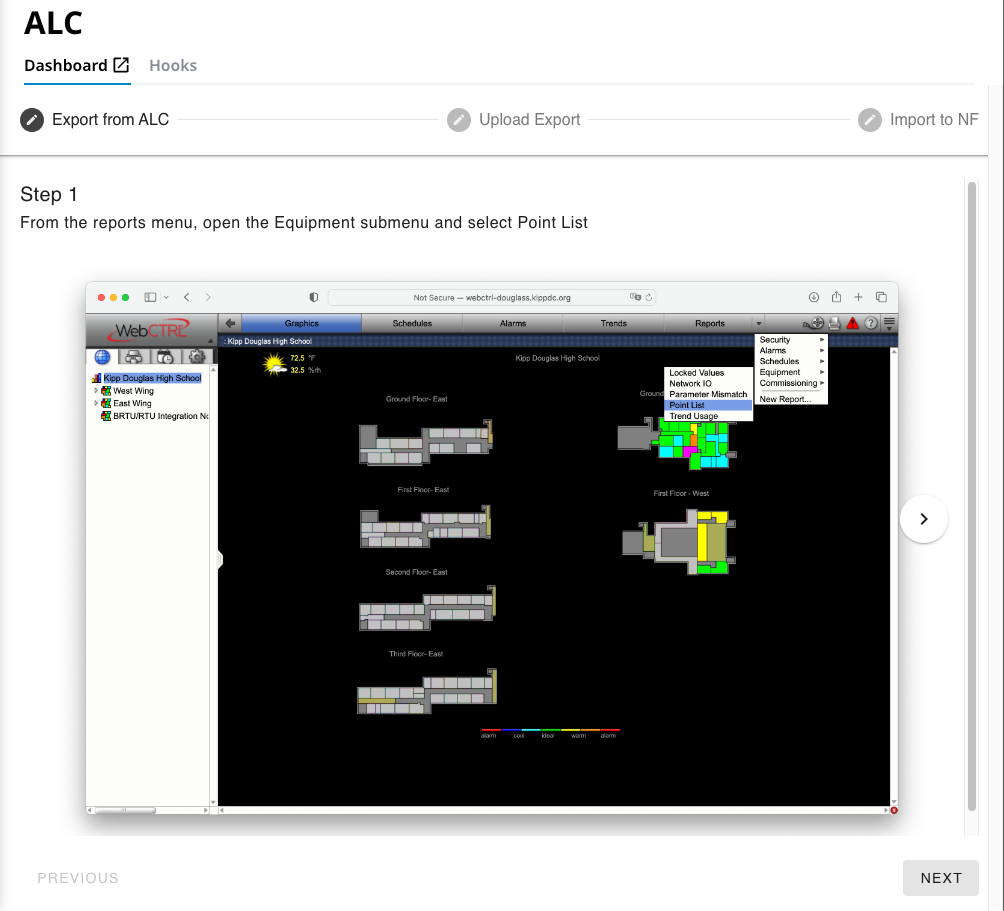 ALC
Dashboard Hooks
Export from ALC Upload Export Import to NF
Step 1
From the reports menu, open the Equipment submenu and select Point List
Not Secure — webctrl-douglass.kippdc.org
WebCTRL
Graphics Schedules Alarms Trends Reports
: Kipp Douglas High School
Kipp Douglas High School
West Wing
East Wing
BRTU/RTU Integration No
72.5 °F
32.5 %rh
Kipp Douglas High School
Security
Alarms
Schedules
Equipment
Commissioning
New Report...
Locked Values
Network IO
Parameter Mismatch
Point List
Trend Usage
Ground Floor- East
First Floor- East
First Floor - West
Second Floor- East
Third Floor- East
alarm cool ideal warm alarm
PREVIOUS NEXT